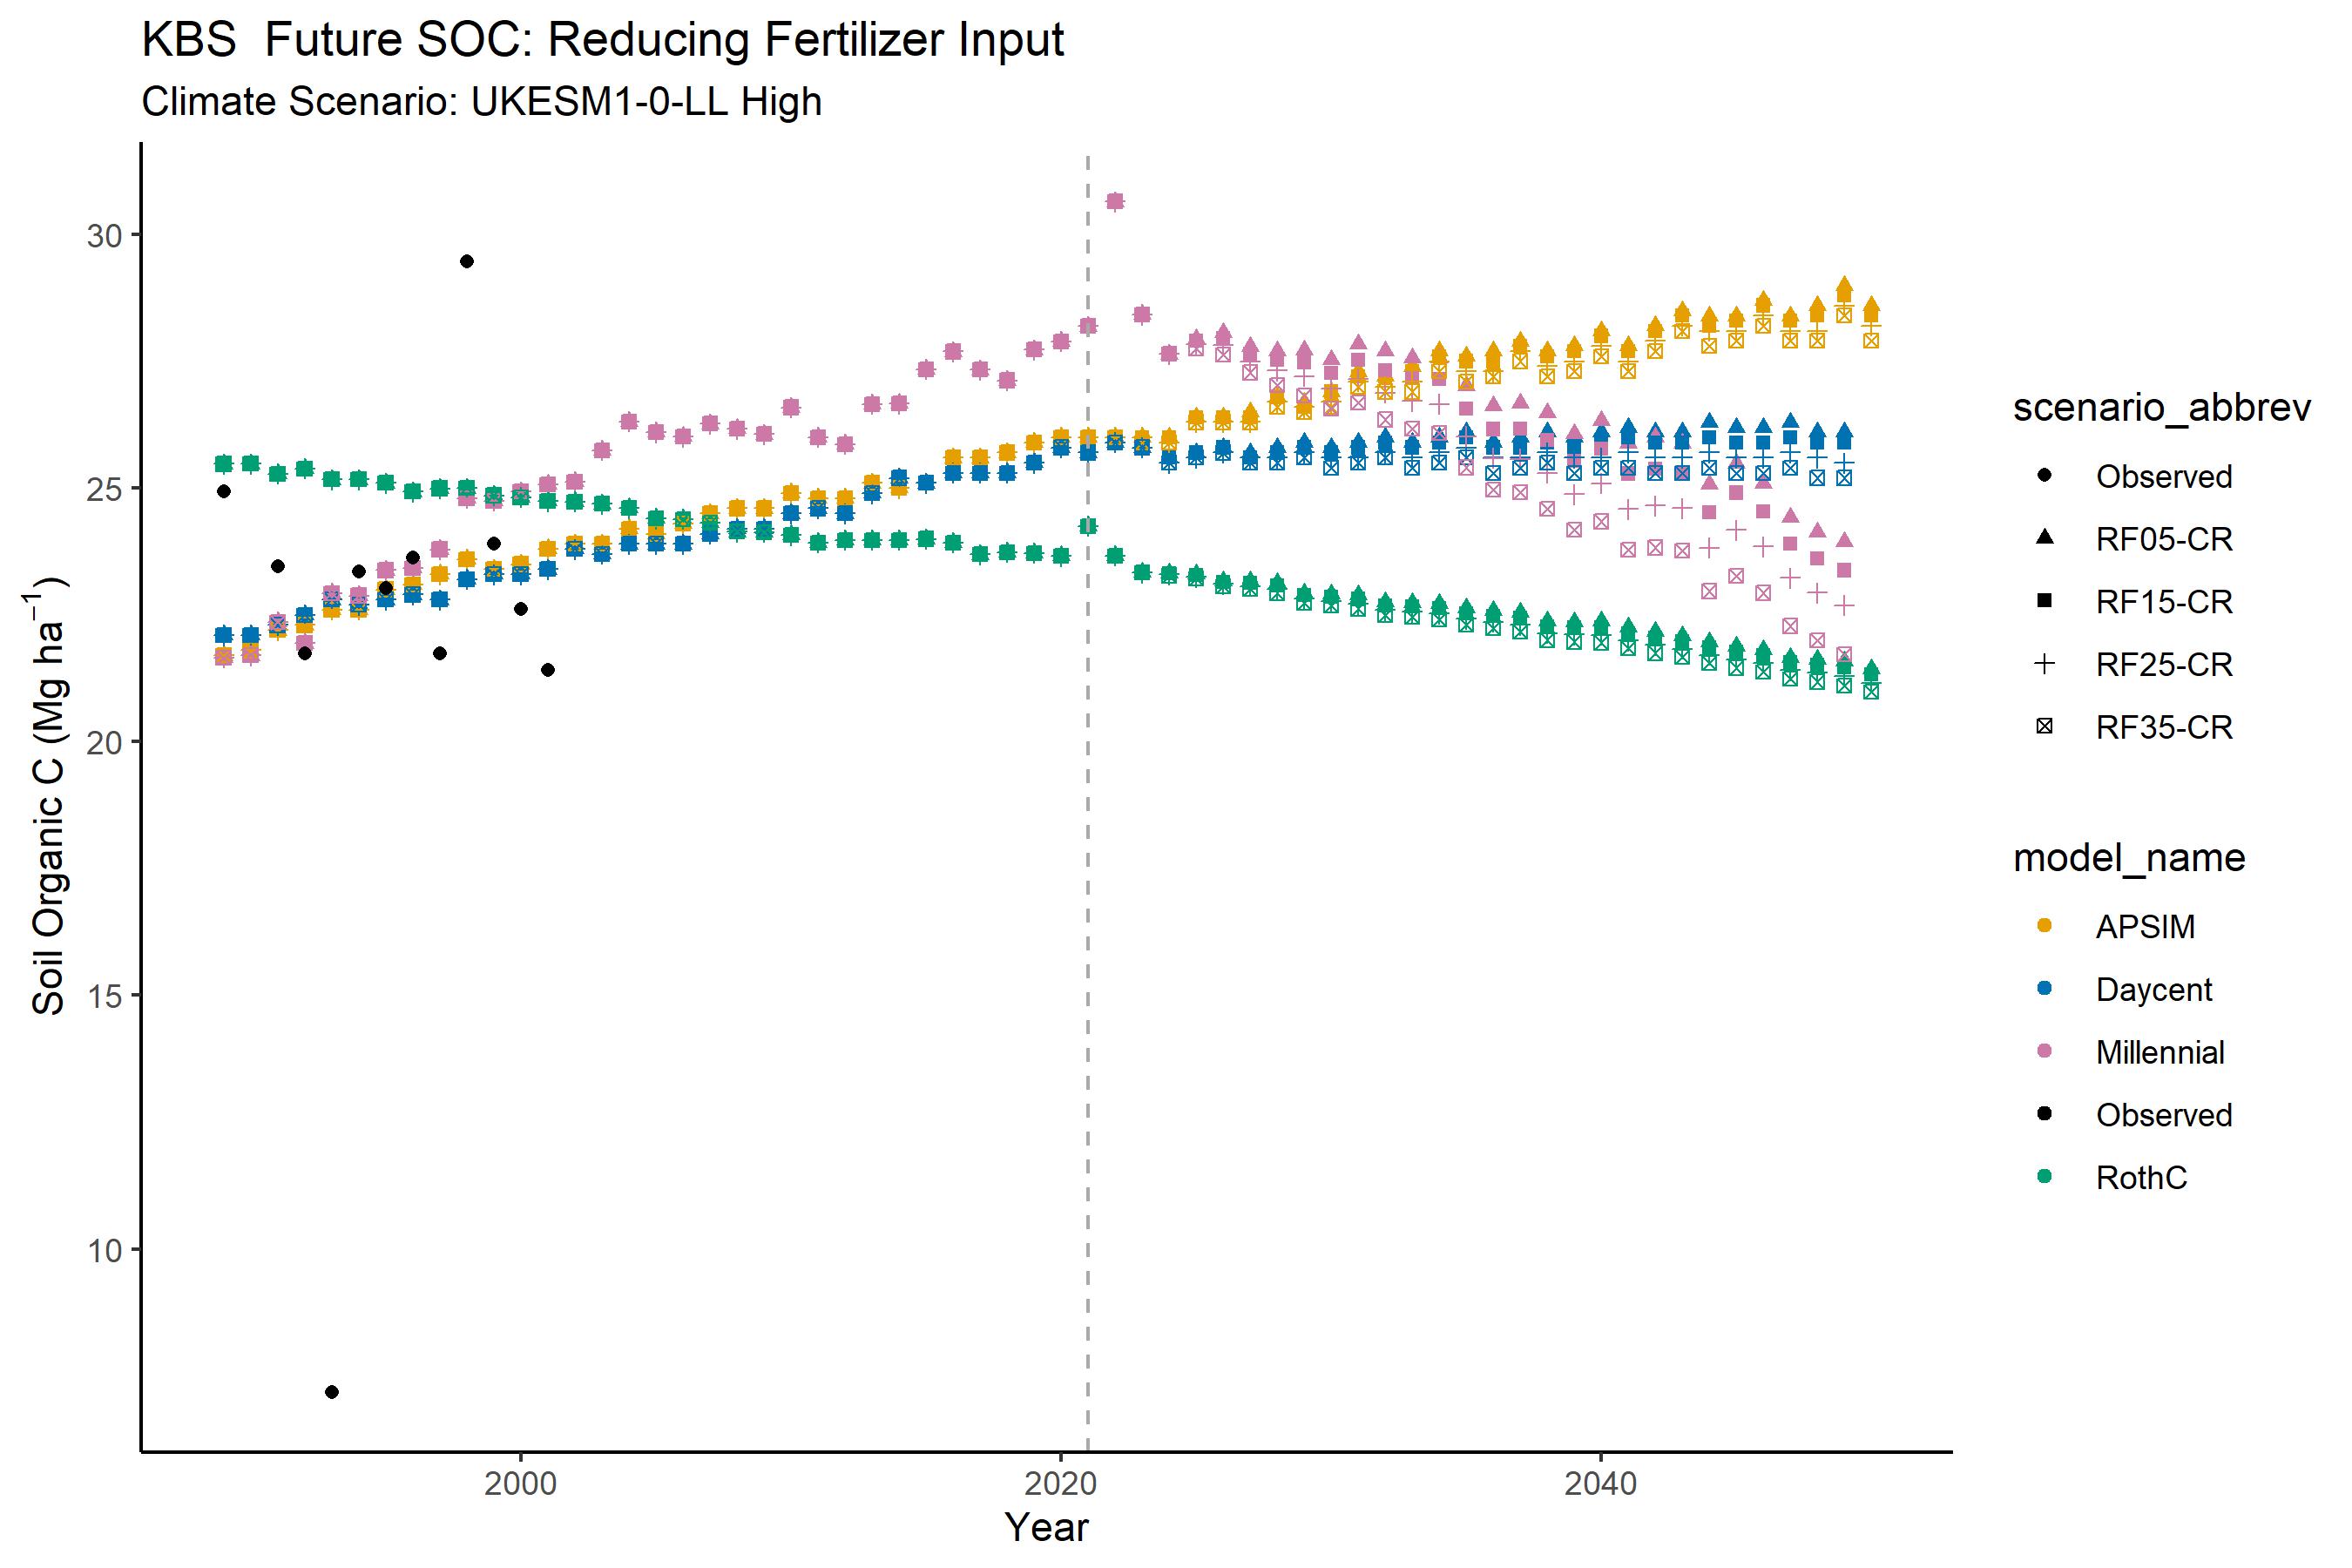 KBS  Future SOC: Reducing Fertilizer Input
Climate Scenario: UKESM1-0-LL High
Soil Organic C (Mg ha⁻¹)
30
25
20
15
10
2000
2020
2040
Year
scenario_abbrev
Observed
RF05-CR
RF15-CR
RF25-CR
RF35-CR
model_name
APSIM
Daycent
Millennial
Observed
RothC